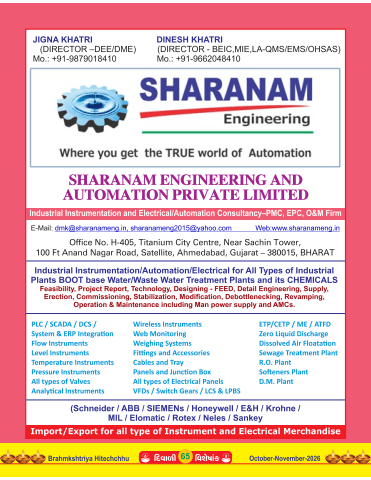 JIGNA KHATRI
(DIRECTOR –DEE/DME)
Mo.: +91-9879018410
DINESH KHATRI
(DIRECTOR - BEIC,MIE,LA-QMS/EMS/OHSAS)
Mo.: +91-9662048410
SHARANAM
Engineering
Where you get the TRUE world of Automation
SHARANAM ENGINEERING AND
AUTOMATION PRIVATE LIMITED
Industrial Instrumentation and Electrical/Automation Consultancy–PMC, EPC, O&M Firm
E-Mail: dmk@sharanameng.in, sharanameng2015@yahoo.com Web:www.sharanameng.in
Office No. H-405, Titanium City Centre, Near Sachin Tower,
100 Ft Anand Nagar Road, Satellite, Ahmedabad, Gujarat – 380015, BHARAT
Industrial Instrumentation/Automation/Electrical for All Types of Industrial
Plants BOOT base Water/Waste Water Treatment Plants and its CHEMICALS
Feasibility, Project Report, Technology, Designing - FEED, Detail Engineering, Supply,
Erection, Commissioning, Stabilization, Modification, Debottlenecking, Revamping,
Operation & Maintenance including Man power supply and AMCs.
PLC / SCADA / DCS /
System & ERP Integration
Flow Instruments
Level Instruments
Temperature Instruments
Pressure Instruments
All types of Valves
Analytical Instruments
Wireless Instruments
Web Monitoring
Weighing Systems
Fittings and Accessories
Cables and Tray
Panels and Junction Box
All types of Electrical Panels
VFDs / Switch Gears / LCS & LPBS
ETP/CETP / ME / ATFD
Zero Liquid Discharge
Dissolved Air Floatation
Sewage Treatment Plant
R.O. Plant
Softeners Plant
D.M. Plant
(Schneider / ABB / SIEMENs / Honeywell / E&H / Krohne /
MIL / Elomatic / Rotex / Neles / Sankey
Import/Export for all type of Instrument and Electrical Merchandise
Brahmkshtriya Hitechchhu દિવાળી 65 વિશેષાંક October-November-2026